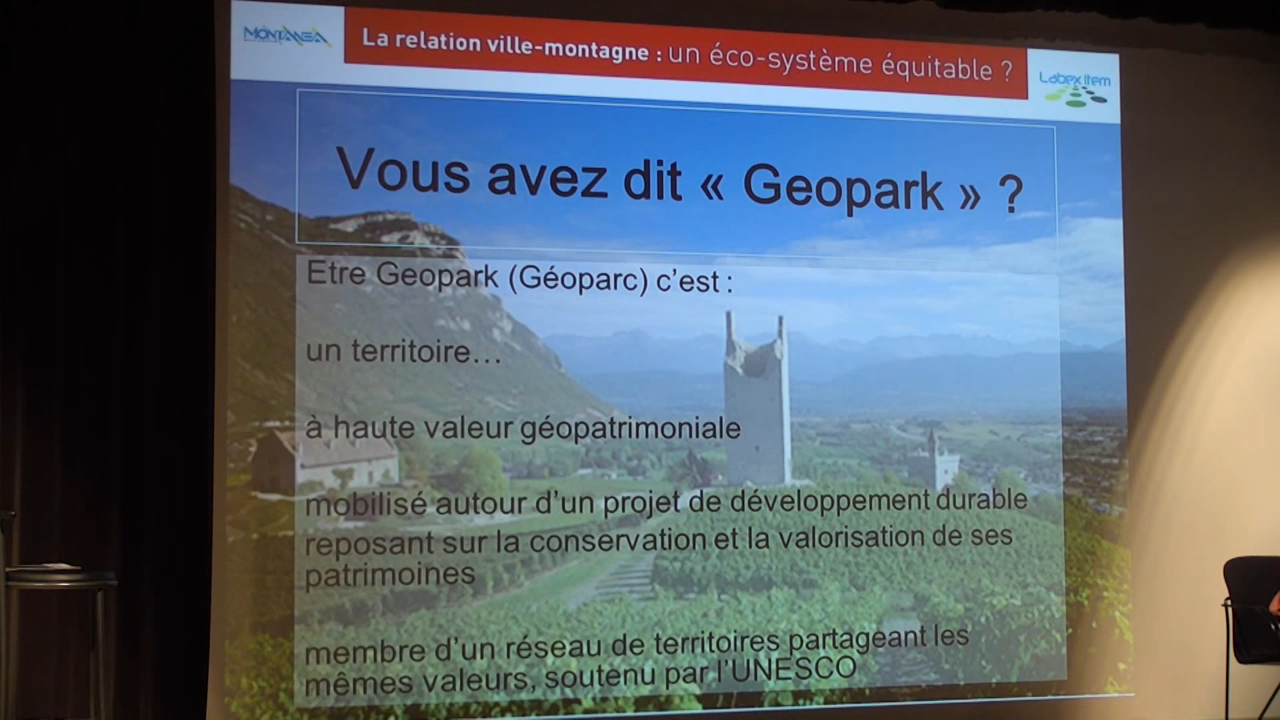 MONTANEA
La relation ville-montagne : un éco-système équitable ?
Labex Item
Vous avez dit « Geopark » ?
Etre Geopark (Géoparc) c’est :
un territoire…
à haute valeur géopatrimoniale
mobilisé autour d’un projet de développement durable
reposant sur la conservation et la valorisation de ses
patrimoines
membre d’un réseau de territoires partageant les
mêmes valeurs, soutenu par l’UNESCO